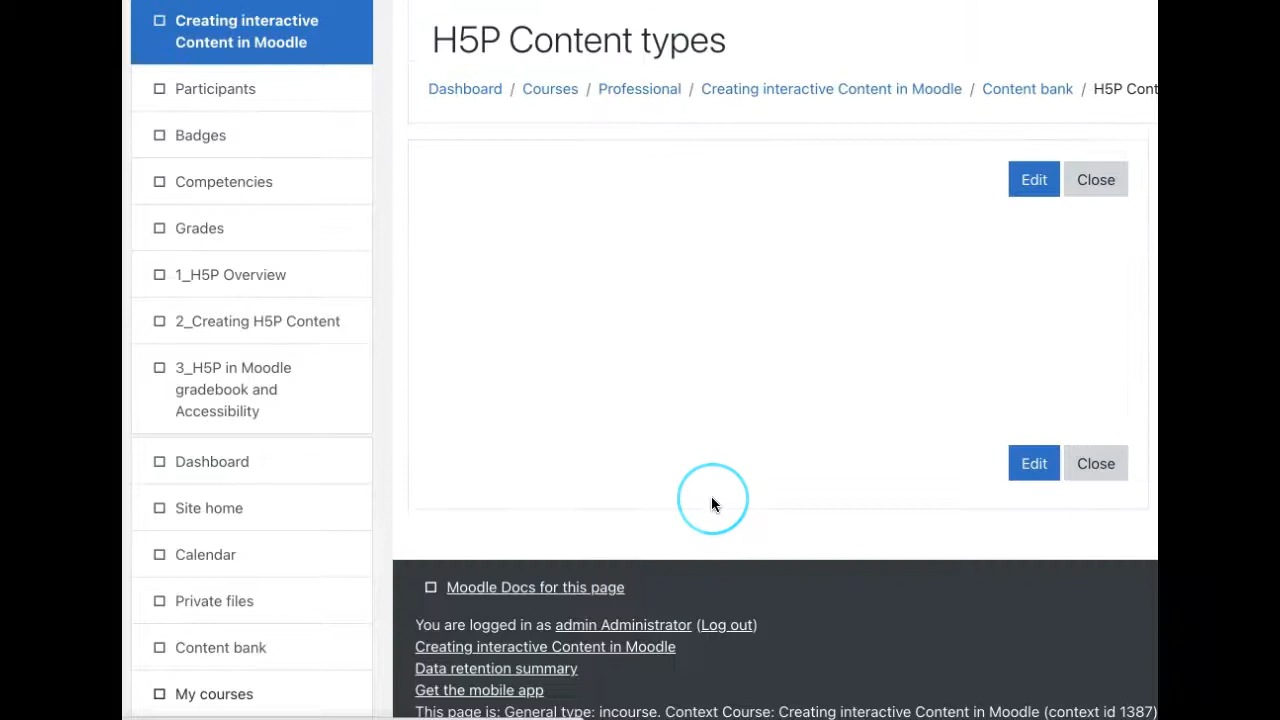 Creating interactive
Content in Moodle
Participants
Badges
Competencies
Grades
1_H5P Overview
2_Creating H5P Content
3_H5P in Moodle
gradebook and
Accessibility
Dashboard
Site home
Calendar
Private files
Content bank
My courses
H5P Content types
Dashboard / Courses / Professional / Creating interactive Content in Moodle / Content bank / H5P Cont
Edit Close
Edit Close
Moodle Docs for this page
You are logged in as admin Administrator (Log out)
Creating interactive Content in Moodle
Data retention summary
Get the mobile app
This page is: General type: incourse. Context Course: Creating interactive Content in Moodle (context id 1387)